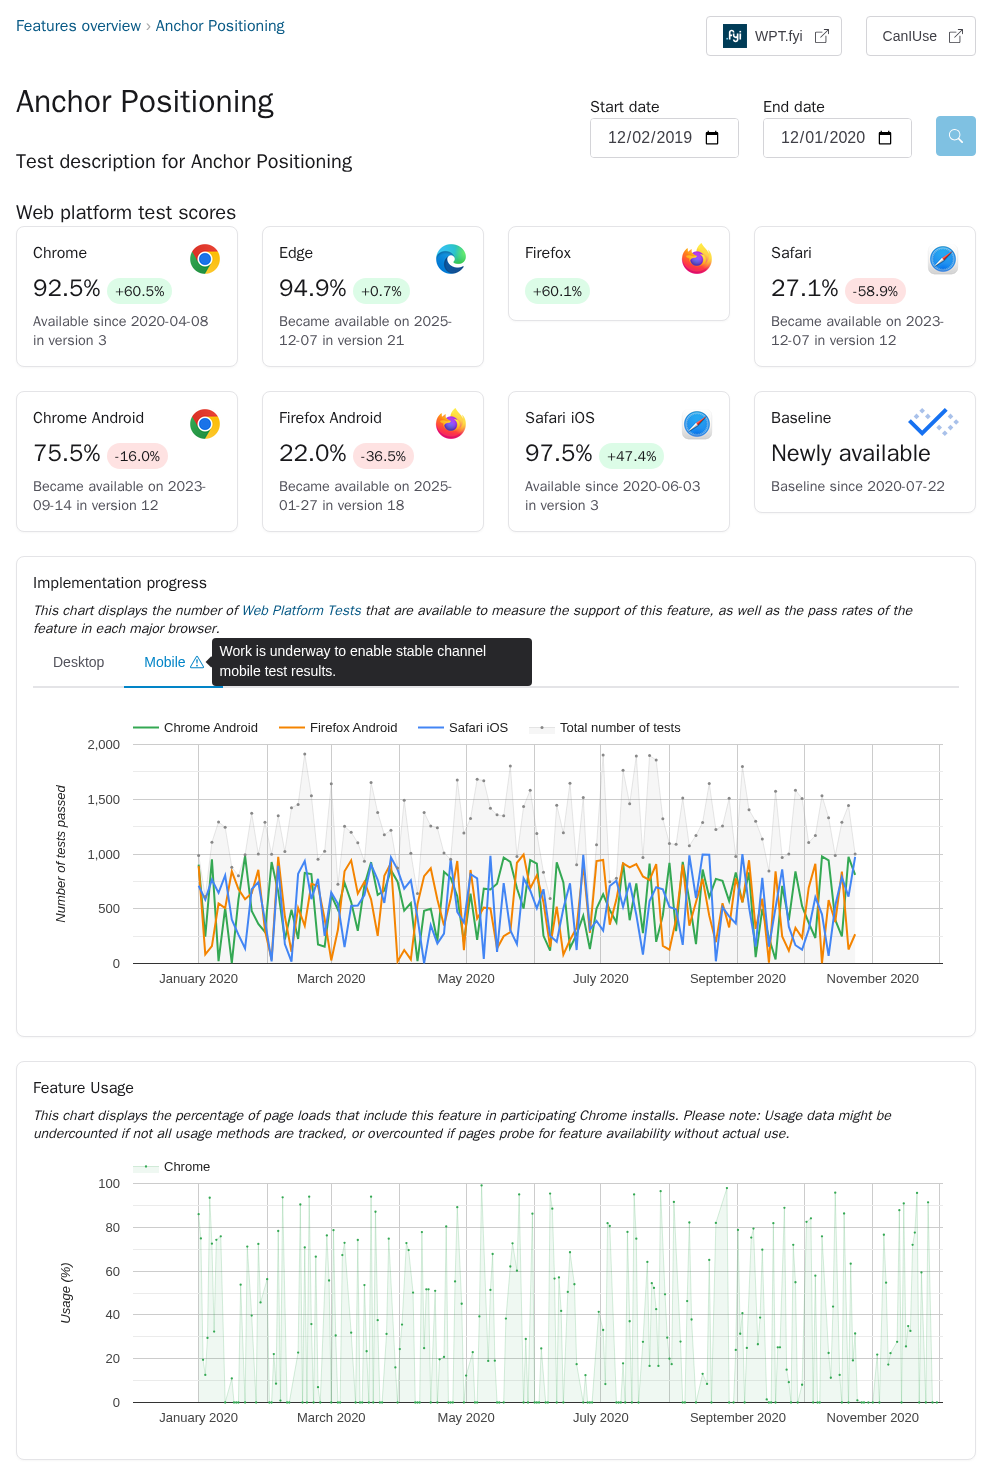 Features overview › Anchor Positioning
.fyi WPT.fyi
CanIUse
Anchor Positioning
Start date
End date
12/02/2019
12/01/2020
Test description for Anchor Positioning
Web platform test scores
Chrome
92.5% +60.5%
Available since 2020-04-08
in version 3
Edge
94.9% +0.7%
Became available on 2025-
12-07 in version 21
Firefox
+60.1%
Safari
27.1% -58.9%
Became available on 2023-
12-07 in version 12
Chrome Android
75.5% -16.0%
Became available on 2023-
09-14 in version 12
Firefox Android
22.0% -36.5%
Became available on 2025-
01-27 in version 18
Safari iOS
97.5% +47.4%
Available since 2020-06-03
in version 3
Baseline
Newly available
Baseline since 2020-07-22
Implementation progress
This chart displays the number of Web Platform Tests that are available to measure the support of this feature, as well as the pass rates of the
feature in each major browser.
Desktop
Mobile
Work is underway to enable stable channel
mobile test results.
Chrome Android Firefox Android Safari iOS Total number of tests
Number of tests passed
2,000
1,500
1,000
500
0
January 2020 March 2020 May 2020 July 2020 September 2020 November 2020
Feature Usage
This chart displays the percentage of page loads that include this feature in participating Chrome installs. Please note: Usage data might be
undercounted if not all usage methods are tracked, or overcounted if pages probe for feature availability without actual use.
Chrome
Usage (%)
100
80
60
40
20
0
January 2020 March 2020 May 2020 July 2020 September 2020 November 2020